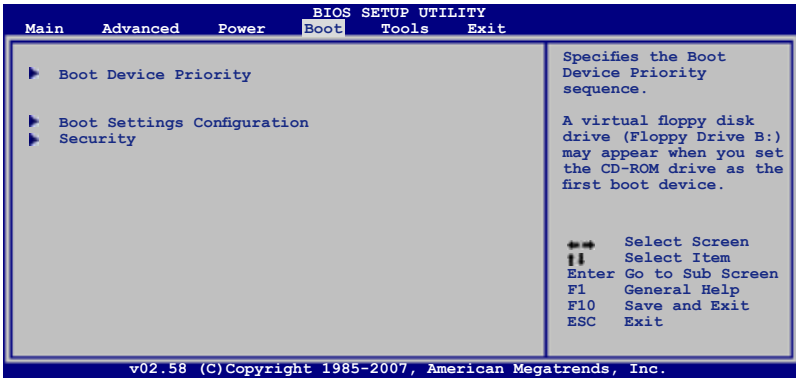 BIOS SETUP UTILITY
Main Advanced Power Boot Tools Exit
Boot Device Priority
Boot Settings Configuration
Security
Specifies the Boot
Device Priority
sequence.
A virtual floppy disk
drive (Floppy Drive B:)
may appear when you set
the CD-ROM drive as the
first boot device.
←→ Select Screen
↑↓ Select Item
Enter Go to Sub Screen
F1 General Help
F10 Save and Exit
ESC Exit
v02.58 (C)Copyright 1985-2007, American Megatrends, Inc.